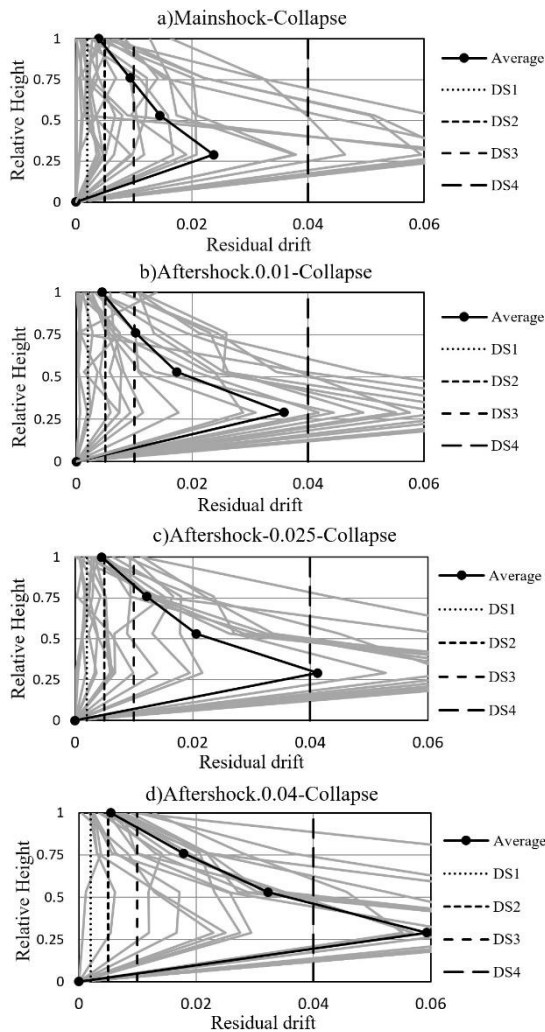 a)Mainshock-Collapse
1
0.75
0.5
0.25
0
Relative Height
0
0.02
0.04
0.06
Residual drift
Average
DS1
DS2
DS3
DS4
b)Aftershock.0.01-Collapse
1
0.75
0.5
0.25
0
Relative Height
0
0.02
0.04
0.06
Residual drift
Average
DS1
DS2
DS3
DS4
c)Aftershock-0.025-Collapse
1
0.75
0.5
0.25
0
Relative Height
0
0.02
0.04
0.06
Residual drift
Average
DS1
DS2
DS3
DS4
d)Aftershock.0.04-Collapse
1
0.75
0.5
0.25
0
Relative Height
0
0.02
0.04
0.06
Residual drift
Average
DS1
DS2
DS3
DS4